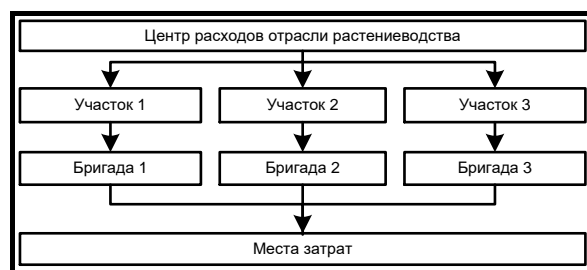 Центр расходов отрасли растениеводства
Участок 1
Участок 2
Участок 3
Бригада 1
Бригада 2
Бригада 3
Места затрат